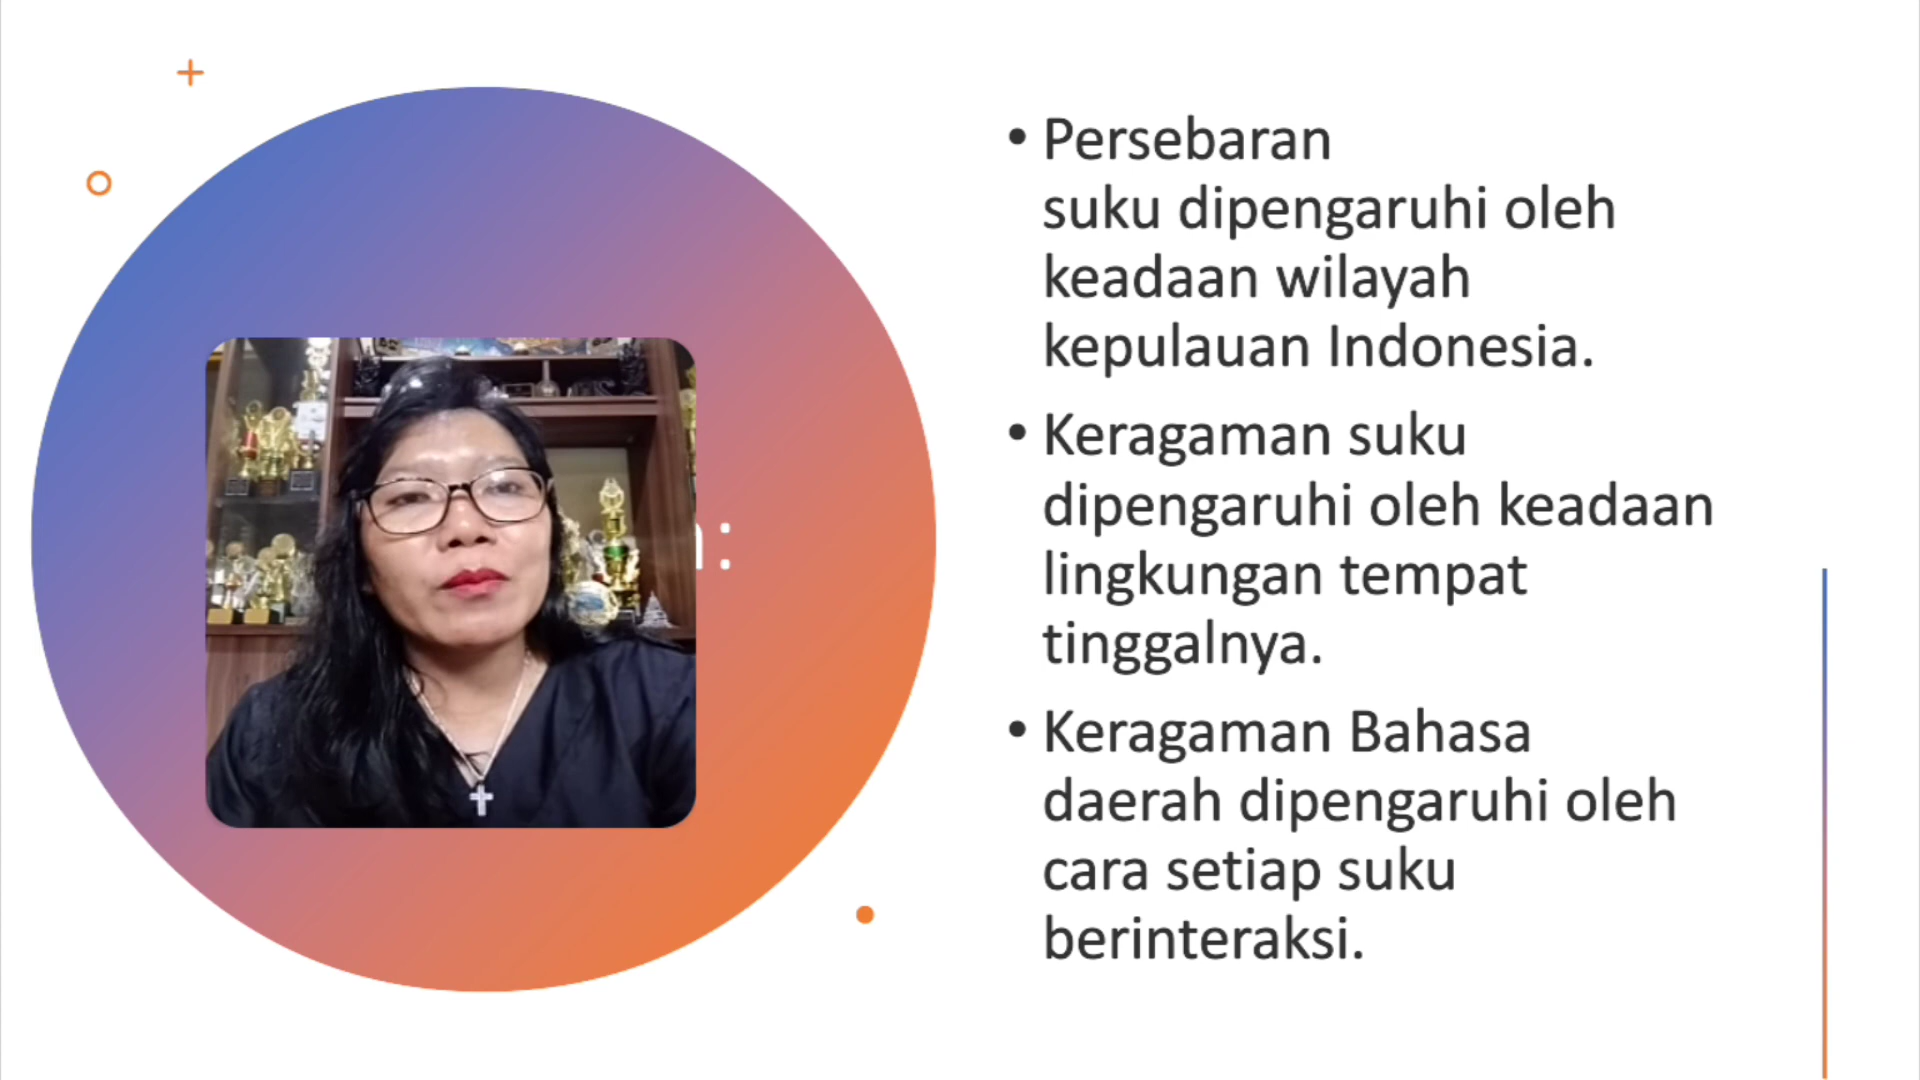 • Persebaran
suku dipengaruhi oleh
keadaan wilayah
kepulauan Indonesia.
• Keragaman suku
dipengaruhi oleh keadaan
lingkungan tempat
tinggalnya.
• Keragaman Bahasa
daerah dipengaruhi oleh
cara setiap suku
berinteraksi.